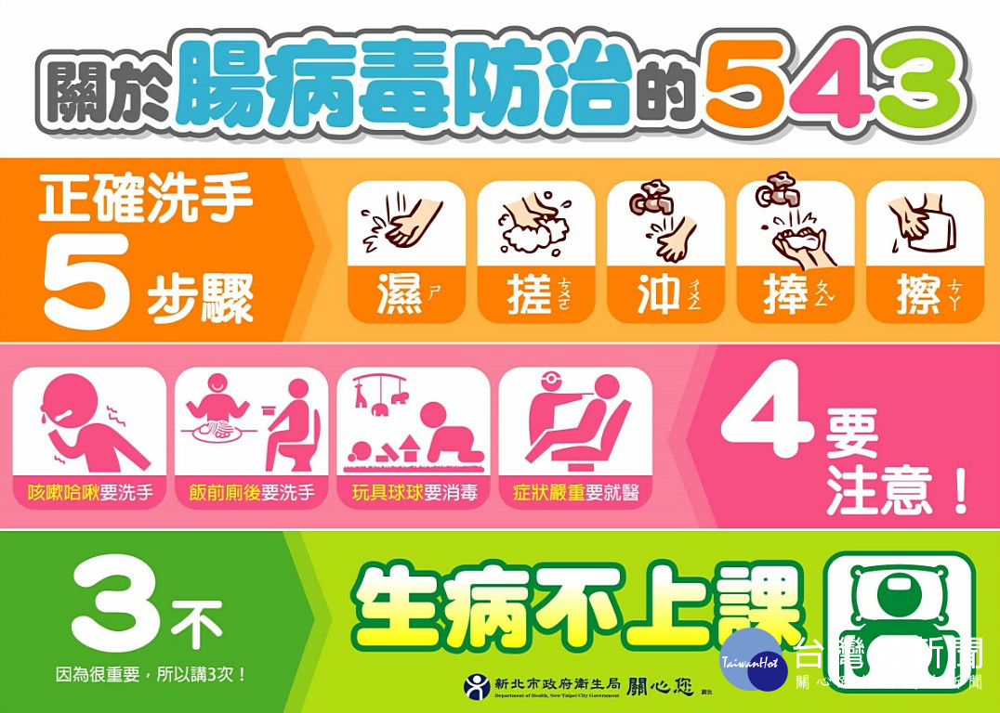 關於腸病毒防治的543
正確洗手
5步驟
濕ㄕ
搓ㄘㄨㄛ
沖ㄔㄨㄥ
捧ㄆㄥˇ
擦ㄘㄚ
咳嗽哈啾要洗手
飯前廁後要洗手
玩具球球要消毒
症狀嚴重要就醫
4要
注意！
3不
因為很重要，所以講3次！
生病不上課
新北市政府衛生局
Department of Health, New Taipei City Government
關心您
廣告
TaiwanHot
台灣 新聞
關心